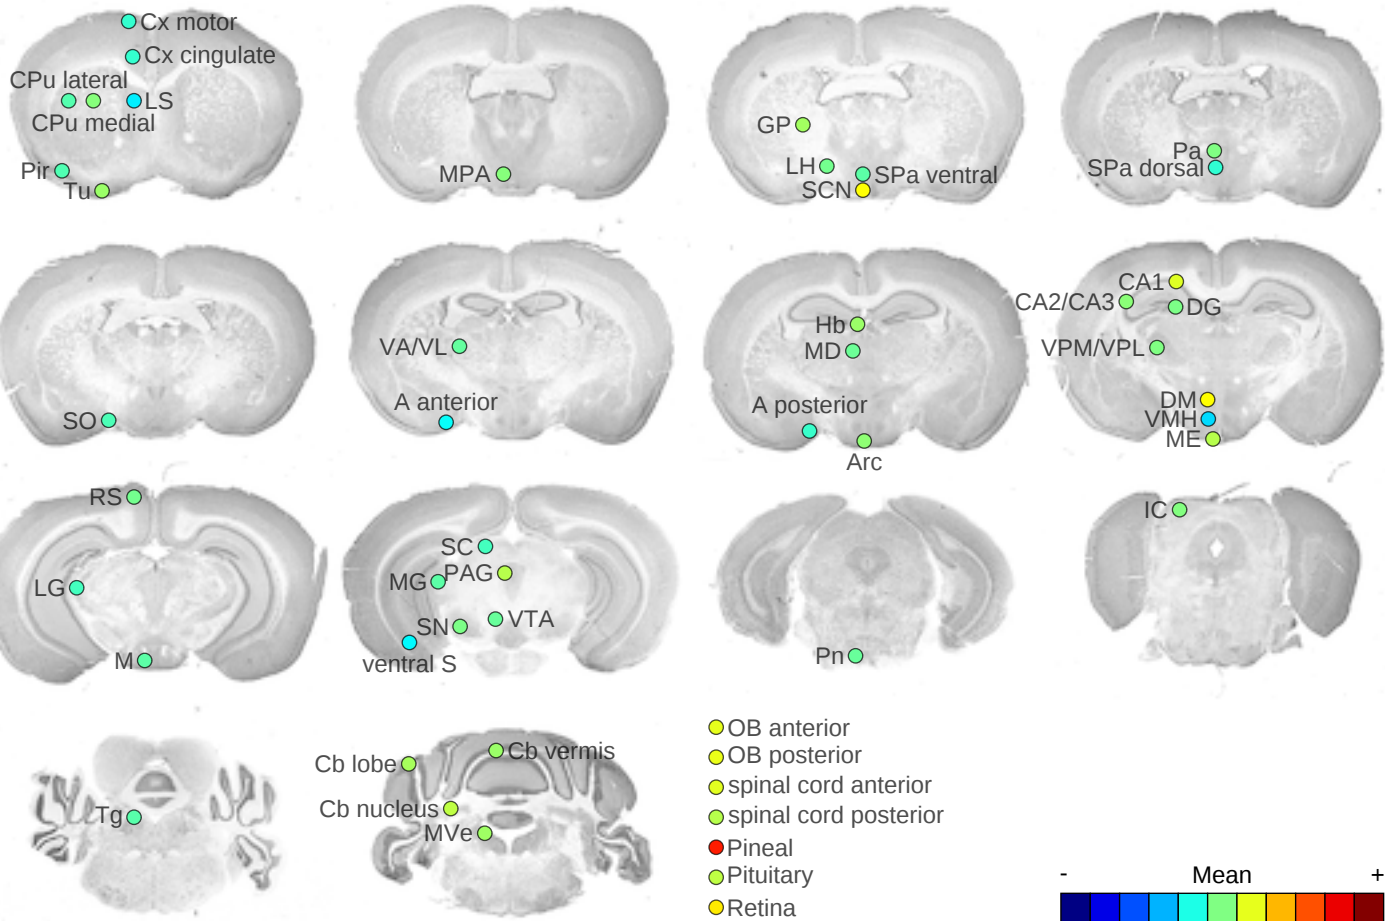 Cx motor
Cx cingulate
CPu lateral
LS
CPu medial
Pir
Tu
MPA
GP
LH
SPa ventral
SCN
Pa
SPa dorsal
SO
VA/VL
A anterior
Hb
MD
A posterior
Arc
CA1
CA2/CA3
DG
VPM/VPL
DM
VMH
ME
RS
LG
M
SC
PAG
MG
VTA
SN
ventral S
Pn
IC
Tg
Cb vermis
Cb lobe
Cb nucleus
MVe
OB anterior
OB posterior
spinal cord anterior
spinal cord posterior
Pineal
Pituitary
Retina
- Mean +